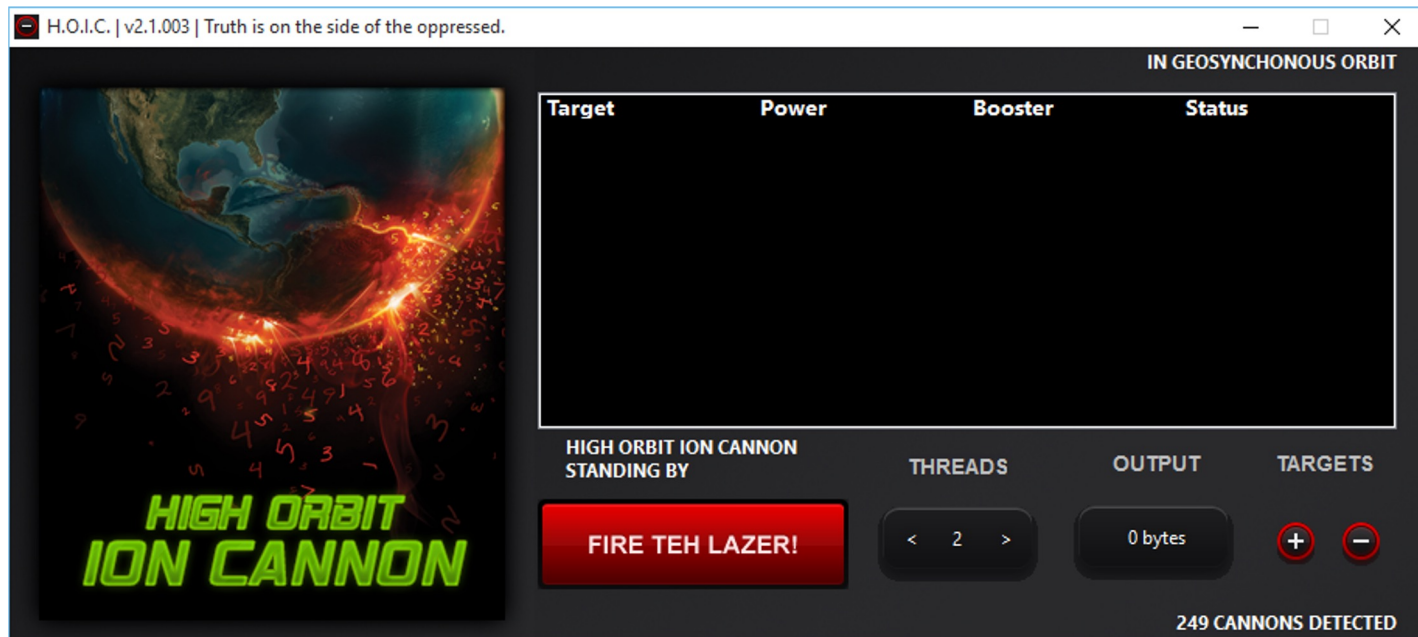 H.O.I.C. | v2.1.003 | Truth is on the side of the oppressed.
IN GEOSYNCHONOUS ORBIT
Target Power Booster Status
HIGH ORBIT
ION CANNON
HIGH ORBIT ION CANNON
STANDING BY
THREADS
OUTPUT
TARGETS
FIRE TEH LAZER!
< 2 >
0 bytes
+ −
249 CANNONS DETECTED